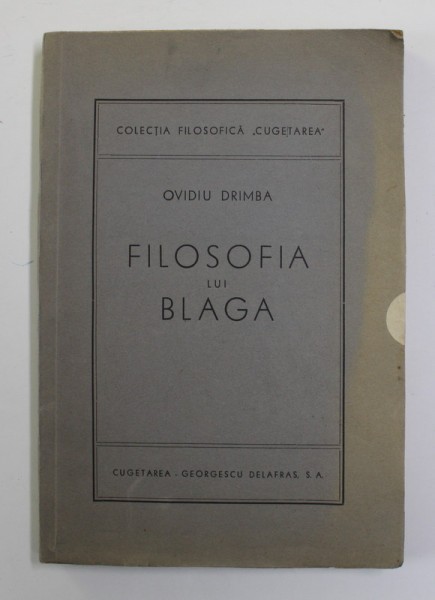 COLECȚIA FILOSOFICĂ „CUGETAREA"
OVIDIU DRIMBA
FILOSOFIA
LUI
BLAGA
CUGETAREA - GEORGESCU DELAFRAS, S. A.